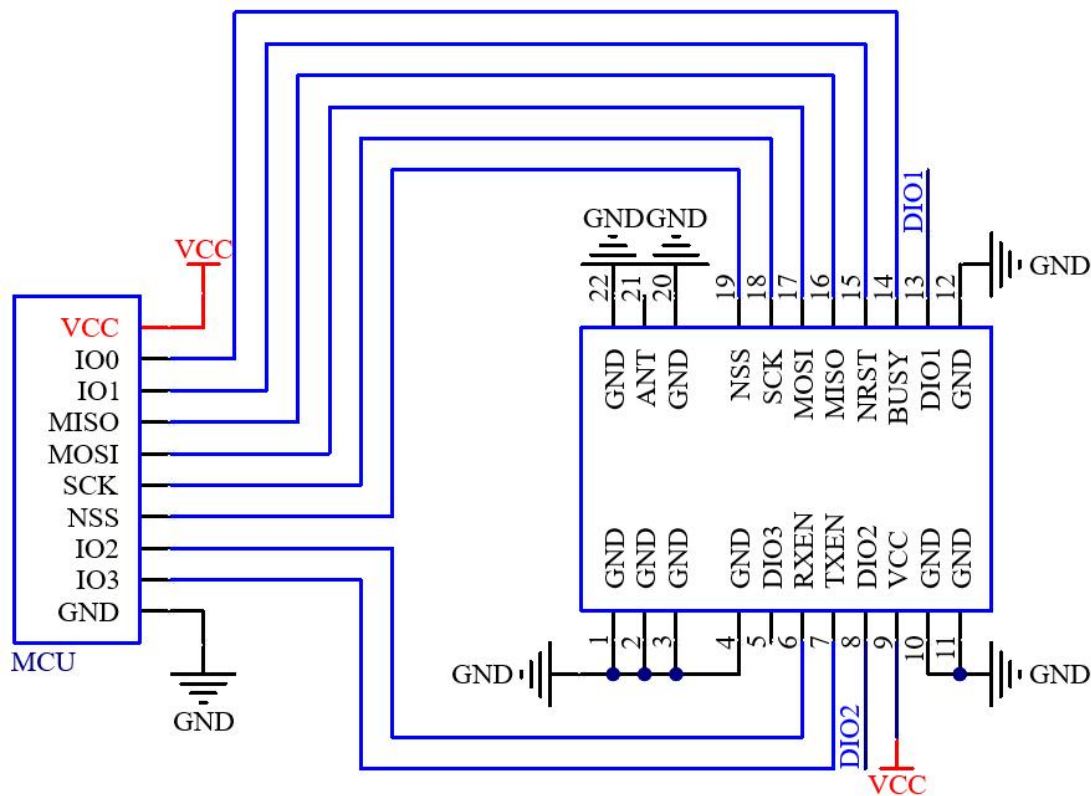 VCC
VCC
IO0
IO1
MISO
MOSI
SCK
NSS
IO2
IO3
GND
MCU
GND
GND GND
DIO1
GND
22 21 20 19 18 17 16 15 14 13 12
GND ANT GND NSS SCK MOSI MISO NRST BUSY DIO1 GND
GND GND GND GND DIO3 RXEN TXEN DIO2 VCC GND GND
1 2 3 4 5 6 7 8 9 10 11
GND
GND
DIO2
VCC